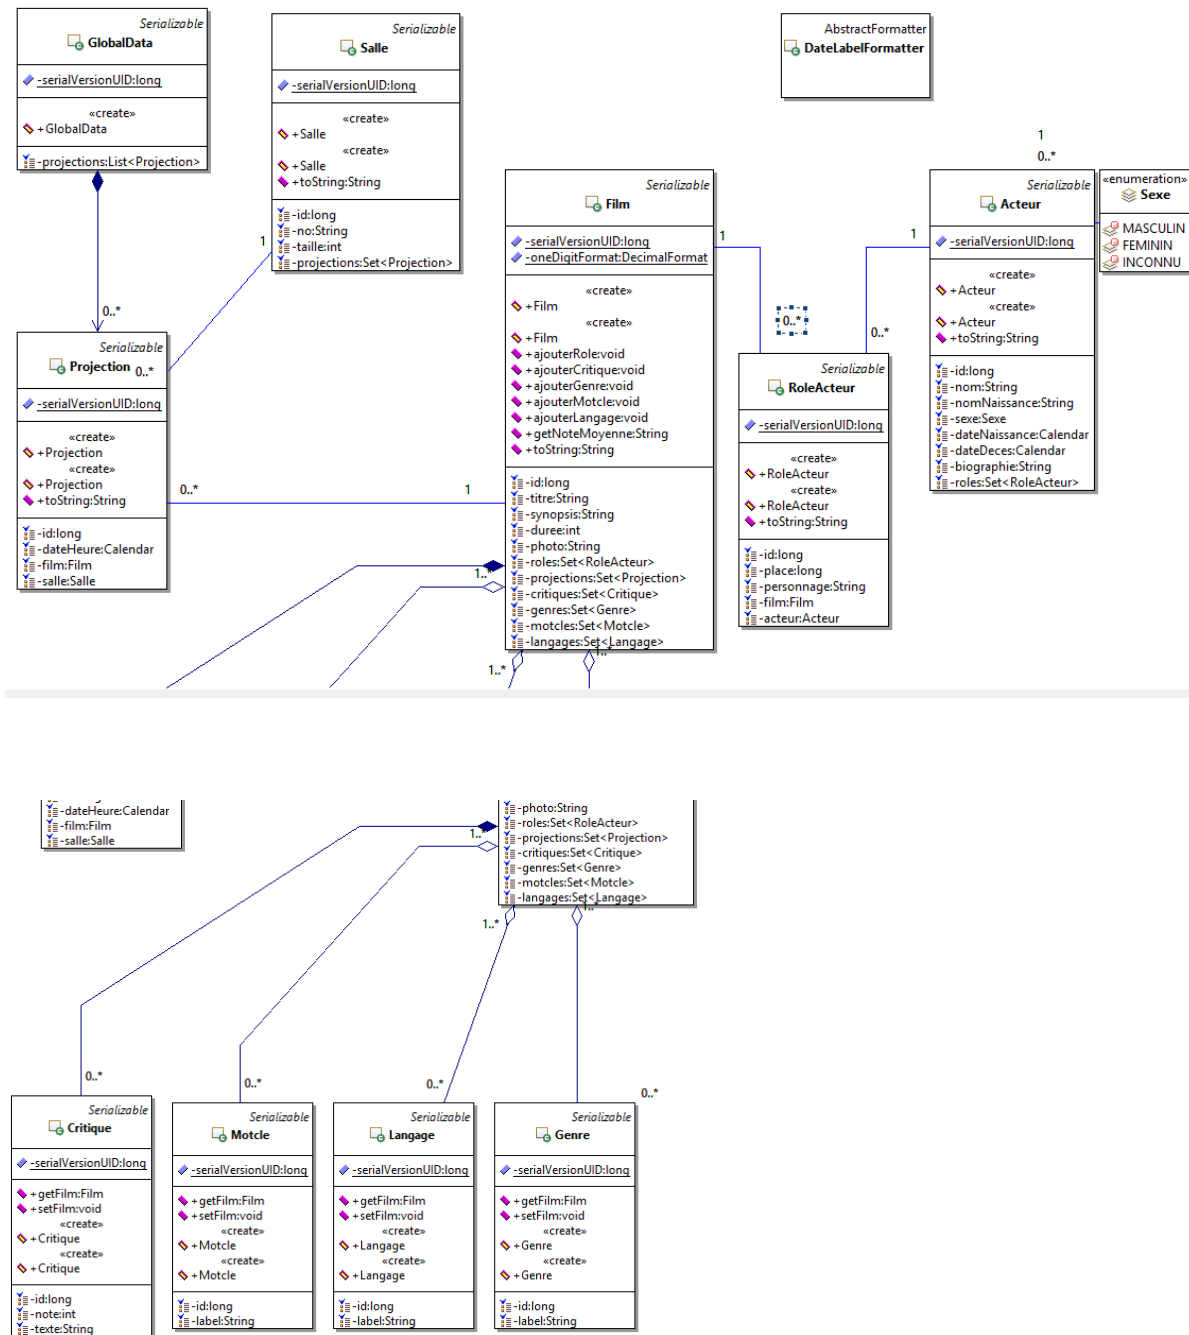 Serializable
GlobalData
-serialVersionUID:long
«create»
+GlobalData
-projections:List<Projection>
0..*
Serializable
Salle
-serialVersionUID:long
«create»
+Salle
«create»
+Salle
+toString:String
-id:long
-no:String
-taille:int
-projections:Set<Projection>
1
AbstractFormatter
DateLabelFormatter
1
0..*
Serializable
Film
-serialVersionUID:long
-oneDigitFormat:DecimalFormat
«create»
+Film
«create»
+Film
+ajouterRole:void
+ajouterCritique:void
+ajouterGenre:void
+ajouterMotcle:void
+ajouterLangage:void
+getNoteMoyenne:String
+toString:String
-id:long
-titre:String
-synopsis:String
-duree:int
-photo:String
-roles:Set<RoleActeur>
-projections:Set<Projection>
-critiques:Set<Critique>
-genres:Set<Genre>
-motcles:Set<Motcle>
-langages:Set<Langage>
1
0..*
1
0..*
Serializable
Acteur
-serialVersionUID:long
«create»
+Acteur
«create»
+Acteur
+toString:String
-id:long
-nom:String
-nomNaissance:String
-sexe:Sexe
-dateNaissance:Calendar
-dateDeces:Calendar
-biographie:String
-roles:Set<RoleActeur>
«enumeration»
Sexe
MASCULIN
FEMININ
INCONNU
Serializable
Projection
0..*
-serialVersionUID:long
«create»
+Projection
«create»
+Projection
+toString:String
-id:long
-dateHeure:Calendar
-film:Film
-salle:Salle
0..*
1
Serializable
RoleActeur
-serialVersionUID:long
«create»
+RoleActeur
«create»
+RoleActeur
+toString:String
-id:long
-place:long
-personnage:String
-film:Film
-acteur:Acteur
1..*
1..*
1..*
-dateHeure:Calendar
-film:Film
-salle:Salle
-photo:String
-roles:Set<RoleActeur>
-projections:Set<Projection>
-critiques:Set<Critique>
-genres:Set<Genre>
-motcles:Set<Motcle>
-langages:Set<Langage>
1..*
1..*
1..*
0..*
0..*
0..*
0..*
Serializable
Critique
-serialVersionUID:long
+getFilm:Film
+setFilm:void
«create»
+Critique
«create»
+Critique
-id:long
-note:int
-texte:String
Serializable
Motcle
-serialVersionUID:long
+getFilm:Film
+setFilm:void
«create»
+Motcle
«create»
+Motcle
-id:long
-label:String
Serializable
Langage
-serialVersionUID:long
+getFilm:Film
+setFilm:void
«create»
+Langage
«create»
+Langage
-id:long
-label:String
Serializable
Genre
-serialVersionUID:long
+getFilm:Film
+setFilm:void
«create»
+Genre
«create»
+Genre
-id:long
-label:String